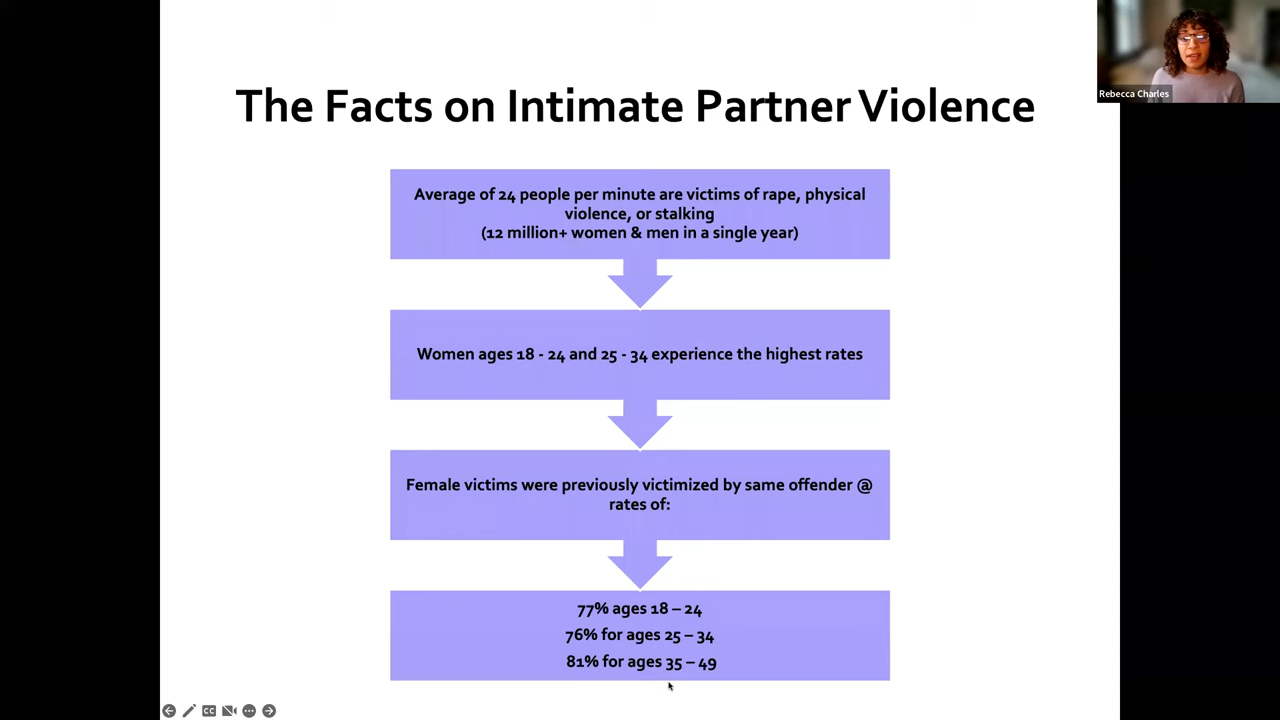 Rebecca Charles
The Facts on Intimate Partner Violence
Average of 24 people per minute are victims of rape, physical
violence, or stalking
(12 million+ women & men in a single year)
Women ages 18 - 24 and 25 - 34 experience the highest rates
Female victims were previously victimized by same offender @
rates of:
77% ages 18 – 24
76% for ages 25 – 34
81% for ages 35 – 49
CC